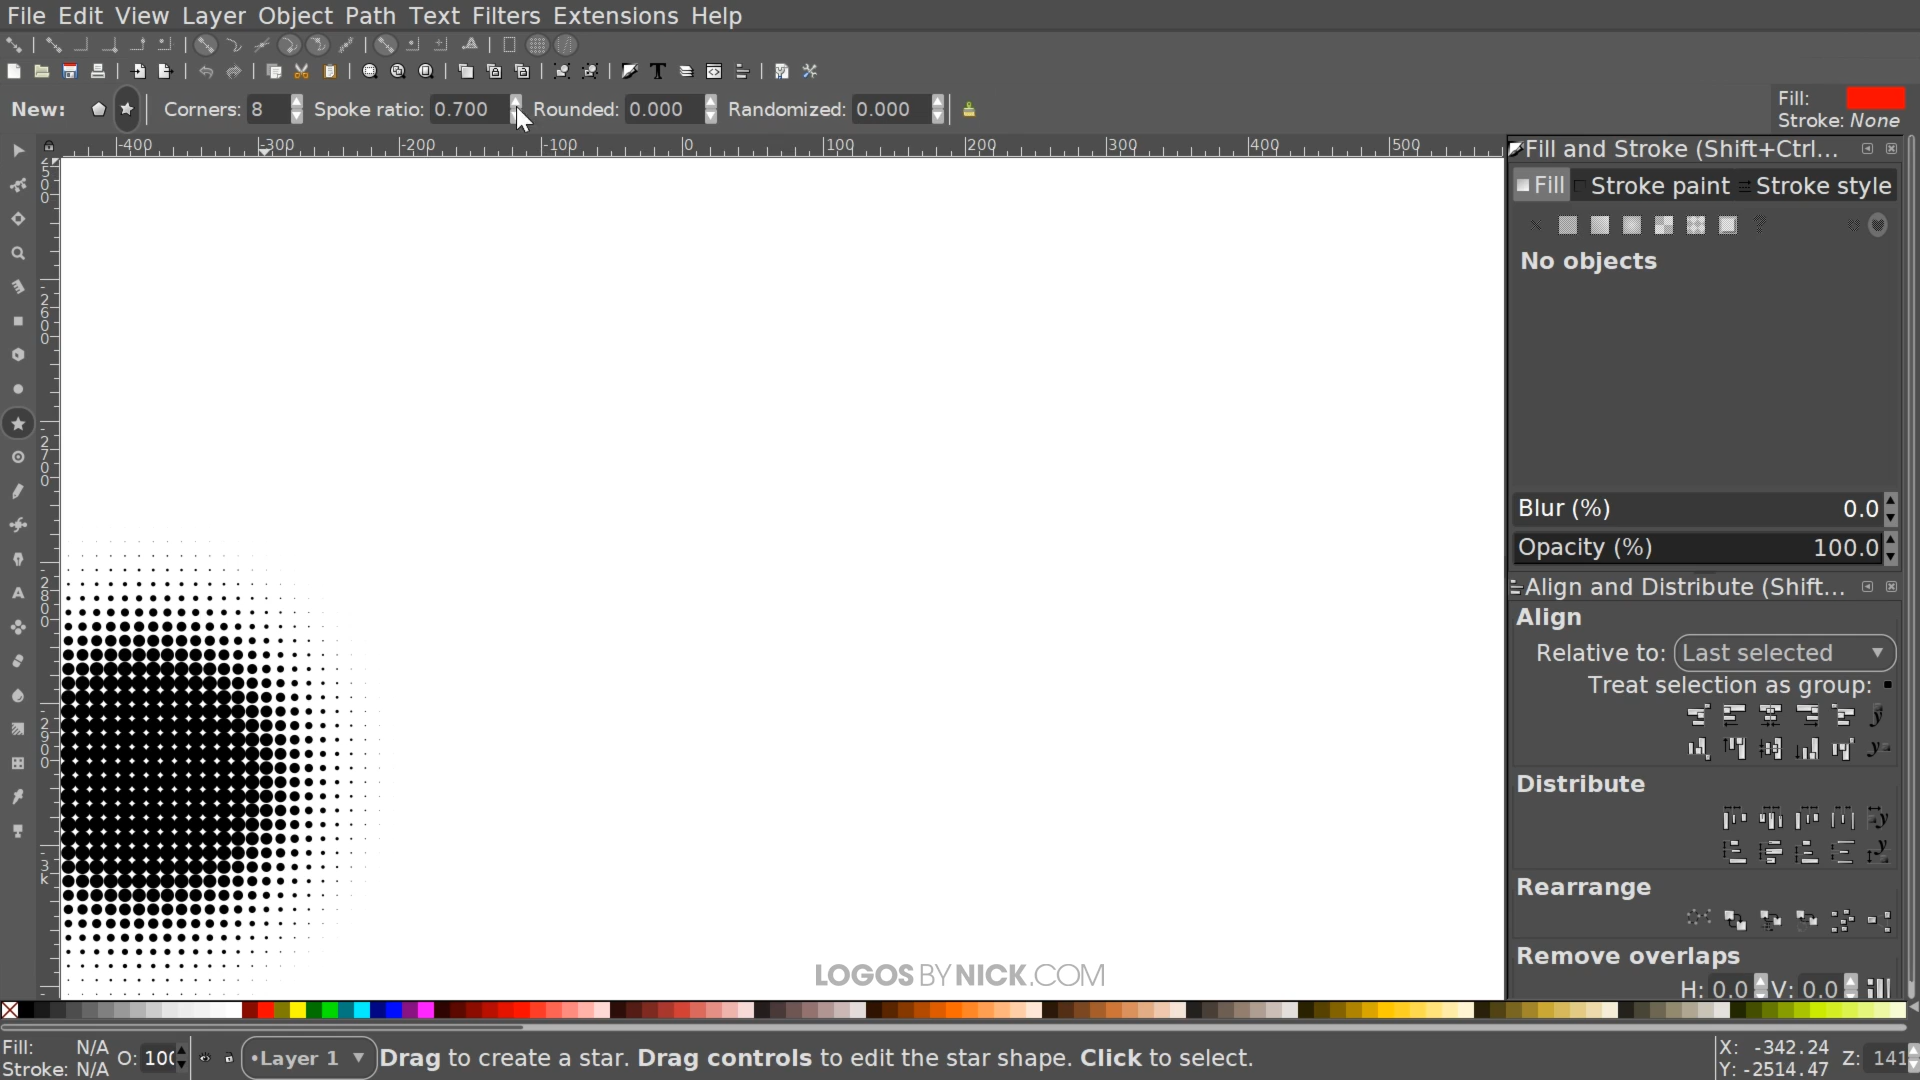 File Edit View Layer Object Path Text Filters Extensions Help
New: Corners: 8 Spoke ratio: 0.700 Rounded: 0.000 Randomized: 0.000
Fill:
Stroke: None
-400 -300 -200 -100 0 100 200 300 400 500
Fill and Stroke (Shift+Ctrl...
Fill Stroke paint Stroke style
No objects
Blur (%) 0.0
Opacity (%) 100.0
Align and Distribute (Shift...
Align
Relative to: Last selected
Treat selection as group:
Distribute
Rearrange
Remove overlaps
H: 0.0 V: 0.0
-2600
-2700
-2800
-2900
-3k
LOGOSBYNICK.COM
Fill: N/A
Stroke: N/A
O: 100
•Layer 1
Drag to create a star. Drag controls to edit the star shape. Click to select.
X: -342.24
Y: -2514.47
Z: 141